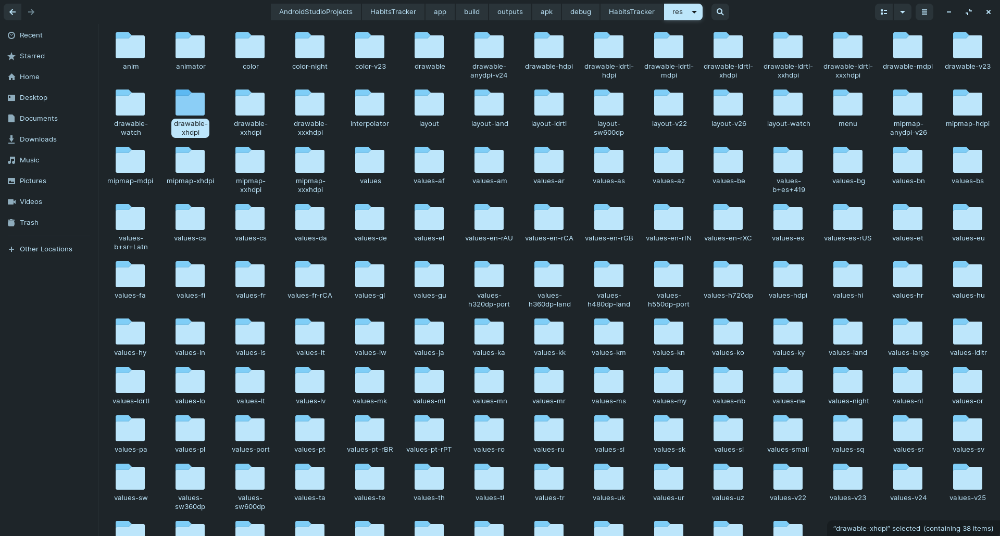 AndroidStudioProjects HabitsTracker app build outputs apk debug HabitsTracker res
Recent
Starred
Home
Desktop
Documents
Downloads
Music
Pictures
Videos
Trash
Other Locations
anim animator color color-night color-v23 drawable drawable-anydpi-v24 drawable-hdpi drawable-ldrtl-hdpi drawable-ldrtl-mdpi drawable-ldrtl-xhdpi drawable-ldrtl-xxhdpi drawable-ldrtl-xxxhdpi drawable-mdpi drawable-v23
drawable-watch drawable-xhdpi drawable-xxhdpi drawable-xxxhdpi interpolator layout layout-land layout-ldrtl layout-sw600dp layout-v22 layout-v26 layout-watch menu mipmap-anydpi-v26 mipmap-hdpi
mipmap-mdpi mipmap-xhdpi mipmap-xxhdpi mipmap-xxxhdpi values values-af values-am values-ar values-as values-az values-be values-b+es+419 values-bg values-bn values-bs
values-b+sr+Latn values-ca values-cs values-da values-de values-el values-en-rAU values-en-rCA values-en-rGB values-en-rIN values-en-rXC values-es values-es-rUS values-et values-eu
values-fa values-fi values-fr values-fr-rCA values-gl values-gu values-h320dp-port values-h360dp-land values-h480dp-land values-h550dp-port values-h720dp values-hdpi values-hi values-hr values-hu
values-hy values-in values-is values-it values-iw values-ja values-ka values-kk values-km values-kn values-ko values-ky values-land values-large values-ldltr
values-ldrtl values-lo values-lt values-lv values-mk values-ml values-mn values-mr values-ms values-my values-nb values-ne values-night values-nl values-or
values-pa values-pl values-port values-pt values-pt-rBR values-pt-rPT values-ro values-ru values-si values-sk values-sl values-small values-sq values-sr values-sv
values-sw values-sw360dp values-sw600dp values-ta values-te values-th values-tl values-tr values-uk values-ur values-uz values-v22 values-v23 values-v24 values-v25
“drawable-xhdpi” selected (containing 38 items)